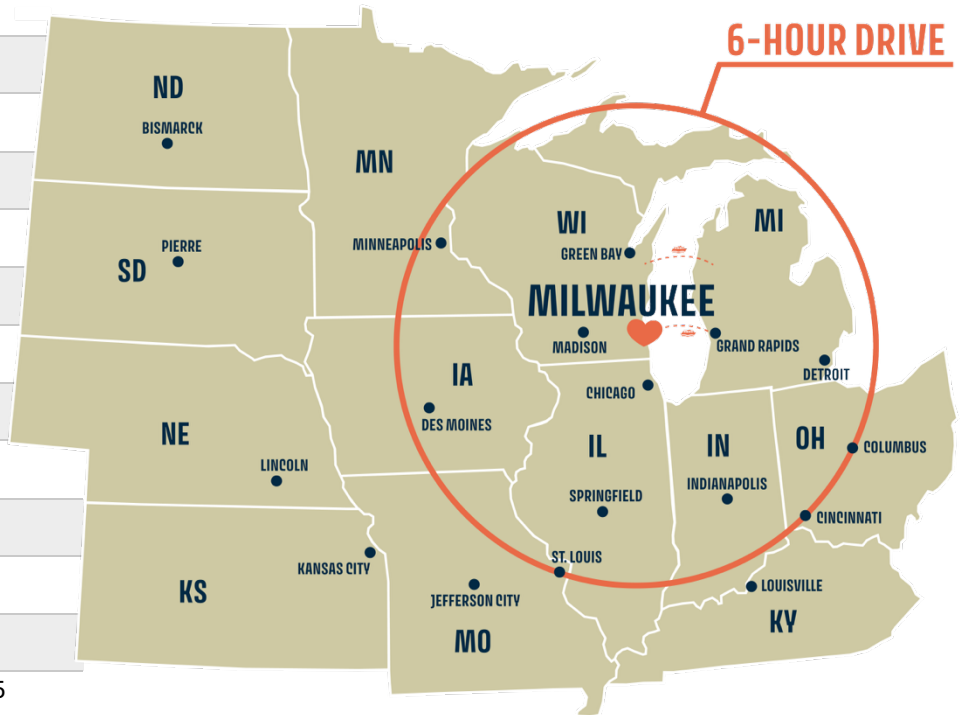 6-HOUR DRIVE
ND
BISMARCK
MN
WI
MI
MINNEAPOLIS
PIERRE
SD
GREEN BAY
MILWAUKEE
MADISON
GRAND RAPIDS
DETROIT
IA
CHICAGO
DES MOINES
NE
IL
IN
OH
COLUMBUS
LINCOLN
INDIANAPOLIS
SPRINGFIELD
CINCINNATI
ST. LOUIS
KANSAS CITY
KS
JEFFERSON CITY
LOUISVILLE
KY
MO